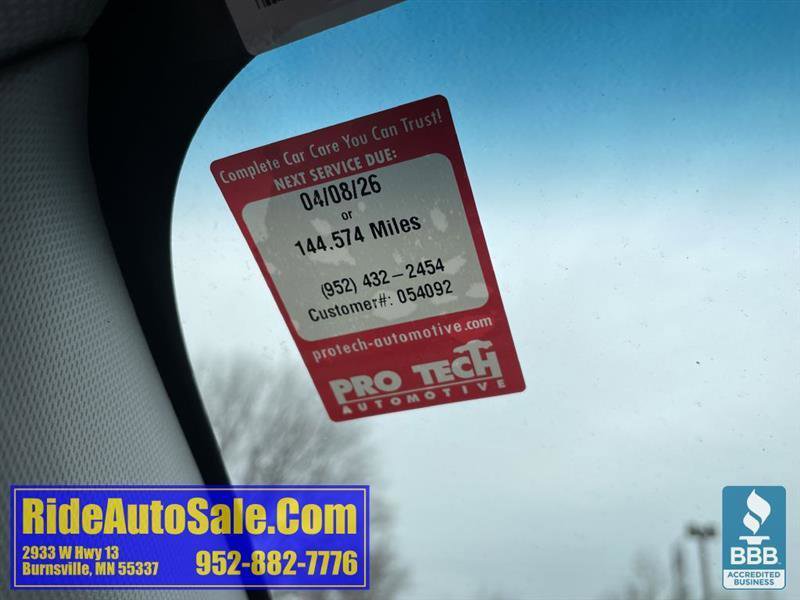 Complete Car Care You Can Trust!
NEXT SERVICE DUE:
04/08/26
or
144,574 Miles
(952) 432-2454
Customer#: 054092
protech-automotive.com
PRO TECH
AUTOMOTIVE
RideAutoSale.Com
2933 W Hwy 13
Burnsville, MN 55337
952-882-7776
BBB
ACCREDITED
BUSINESS